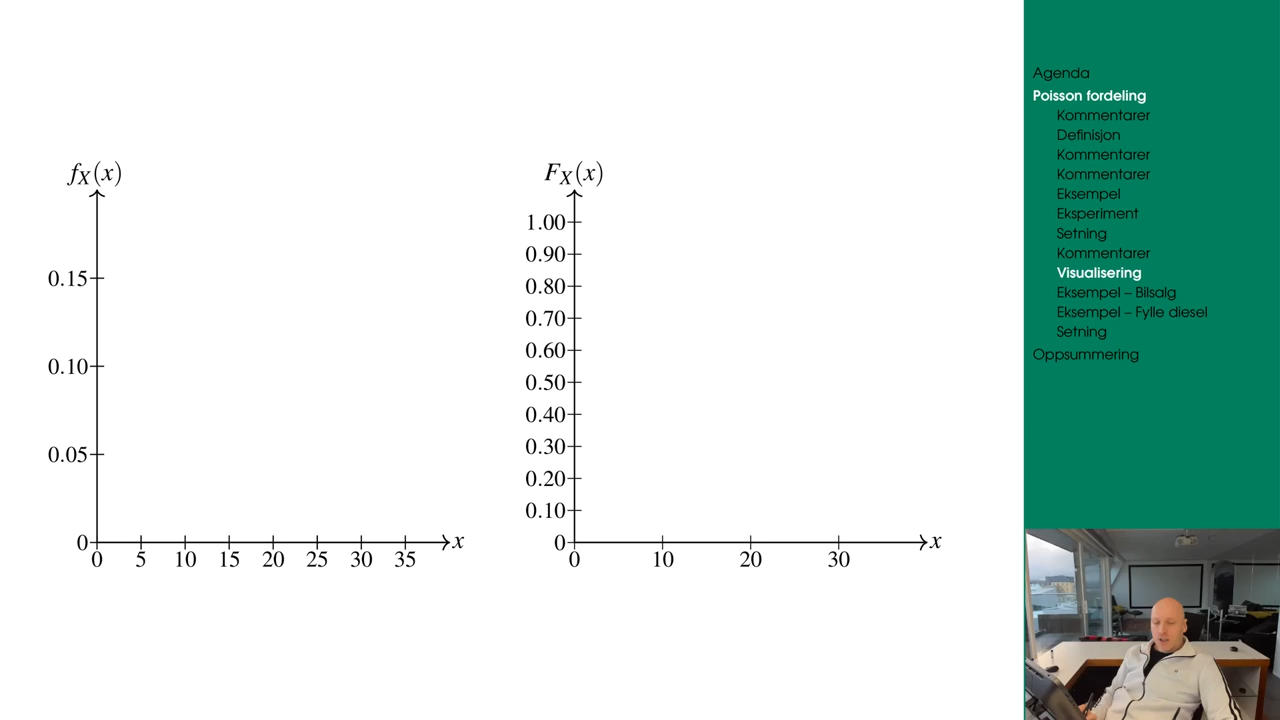 f_X(x)
0.15
0.10
0.05
0
0 5 10 15 20 25 30 35
x
F_X(x)
1.00
0.90
0.80
0.70
0.60
0.50
0.40
0.30
0.20
0.10
0
0 10 20 30
x
Agenda
Poisson fordeling
Kommentarer
Definisjon
Kommentarer
Kommentarer
Eksempel
Eksperiment
Setning
Kommentarer
Visualisering
Eksempel – Bilsalg
Eksempel – Fylle diesel
Setning
Oppsummering